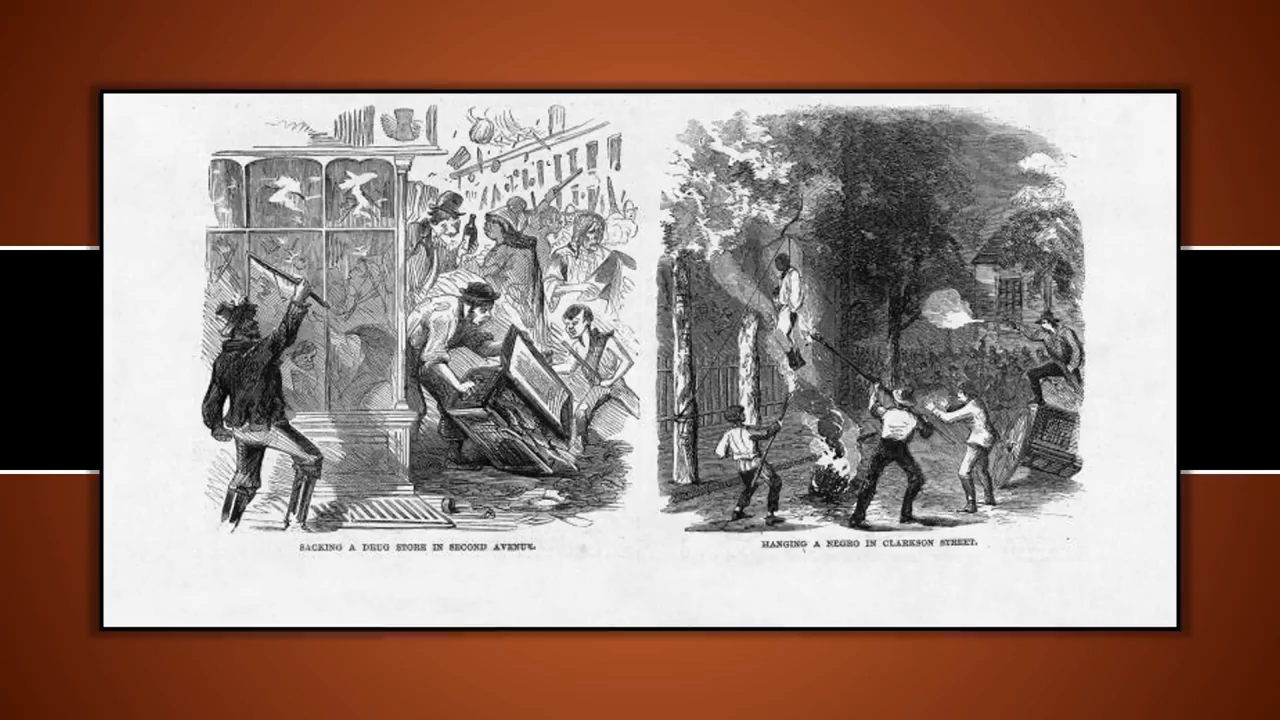 SACKING A DRUG STORE IN SECOND AVENUE.
HANGING A NEGRO IN CLARKSON STREET.